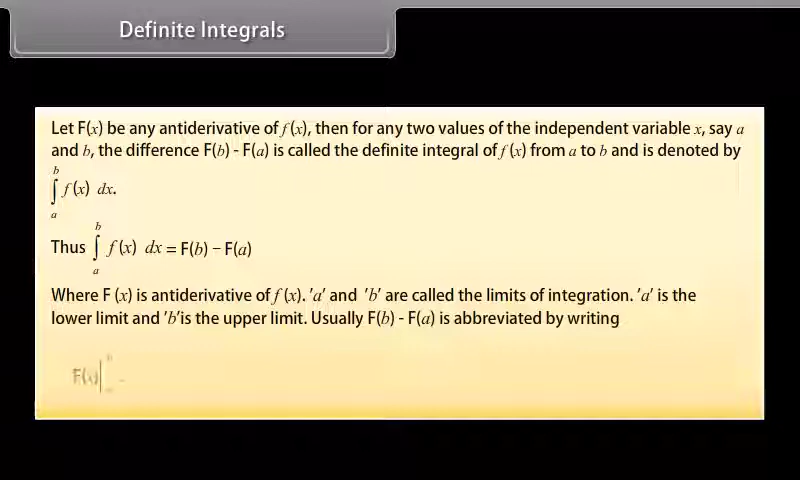 Definite Integrals
Let F(x) be any antiderivative of f (x), then for any two values of the independent variable x, say a
and b, the difference F(b) - F(a) is called the definite integral of f (x) from a to b and is denoted by
b
∫ f (x) dx.
a
b
Thus ∫ f (x) dx = F(b) − F(a)
a
Where F (x) is antiderivative of f (x). 'a' and 'b' are called the limits of integration. 'a' is the
lower limit and 'b'is the upper limit. Usually F(b) - F(a) is abbreviated by writing
F(x)|